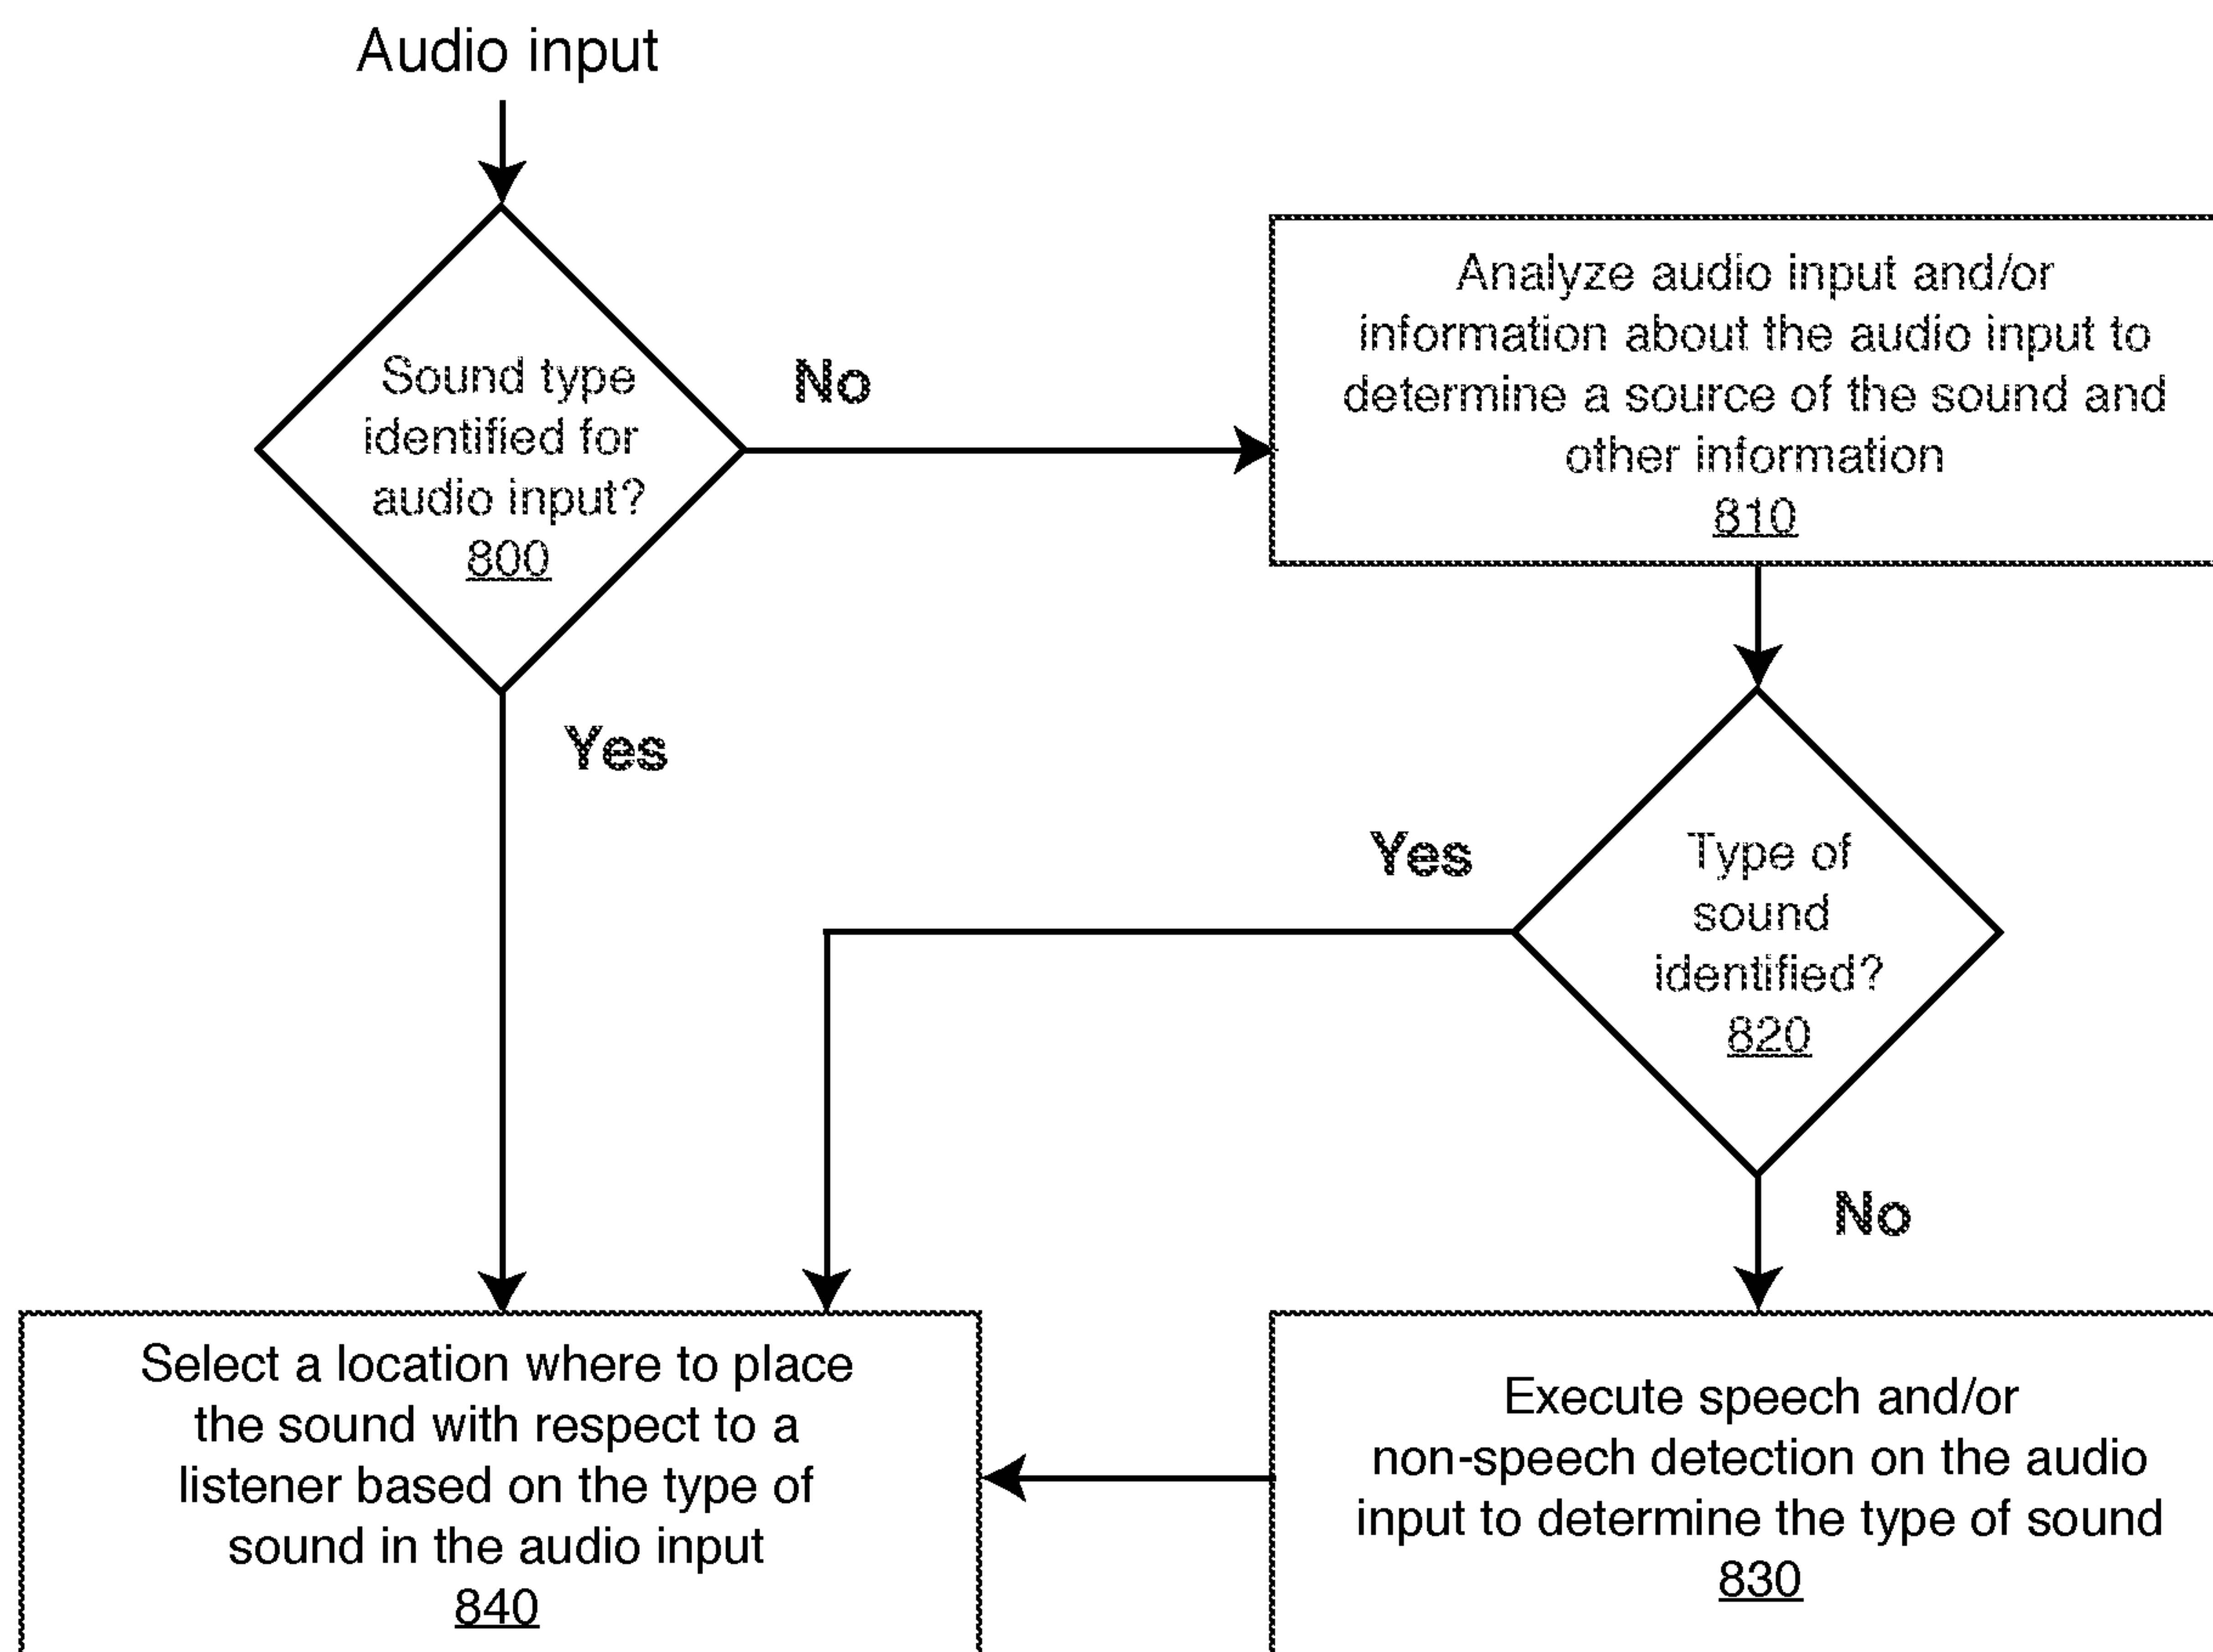 Audio input
Sound type
identified for
audio input?
800
No
Analyze audio input and/or
information about the audio input to
determine a source of the sound and
other information
810
Yes
Yes
Type of
sound
identified?
820
No
Select a location where to place
the sound with respect to a
listener based on the type of
sound in the audio input
840
Execute speech and/or
non-speech detection on the audio
input to determine the type of sound
830